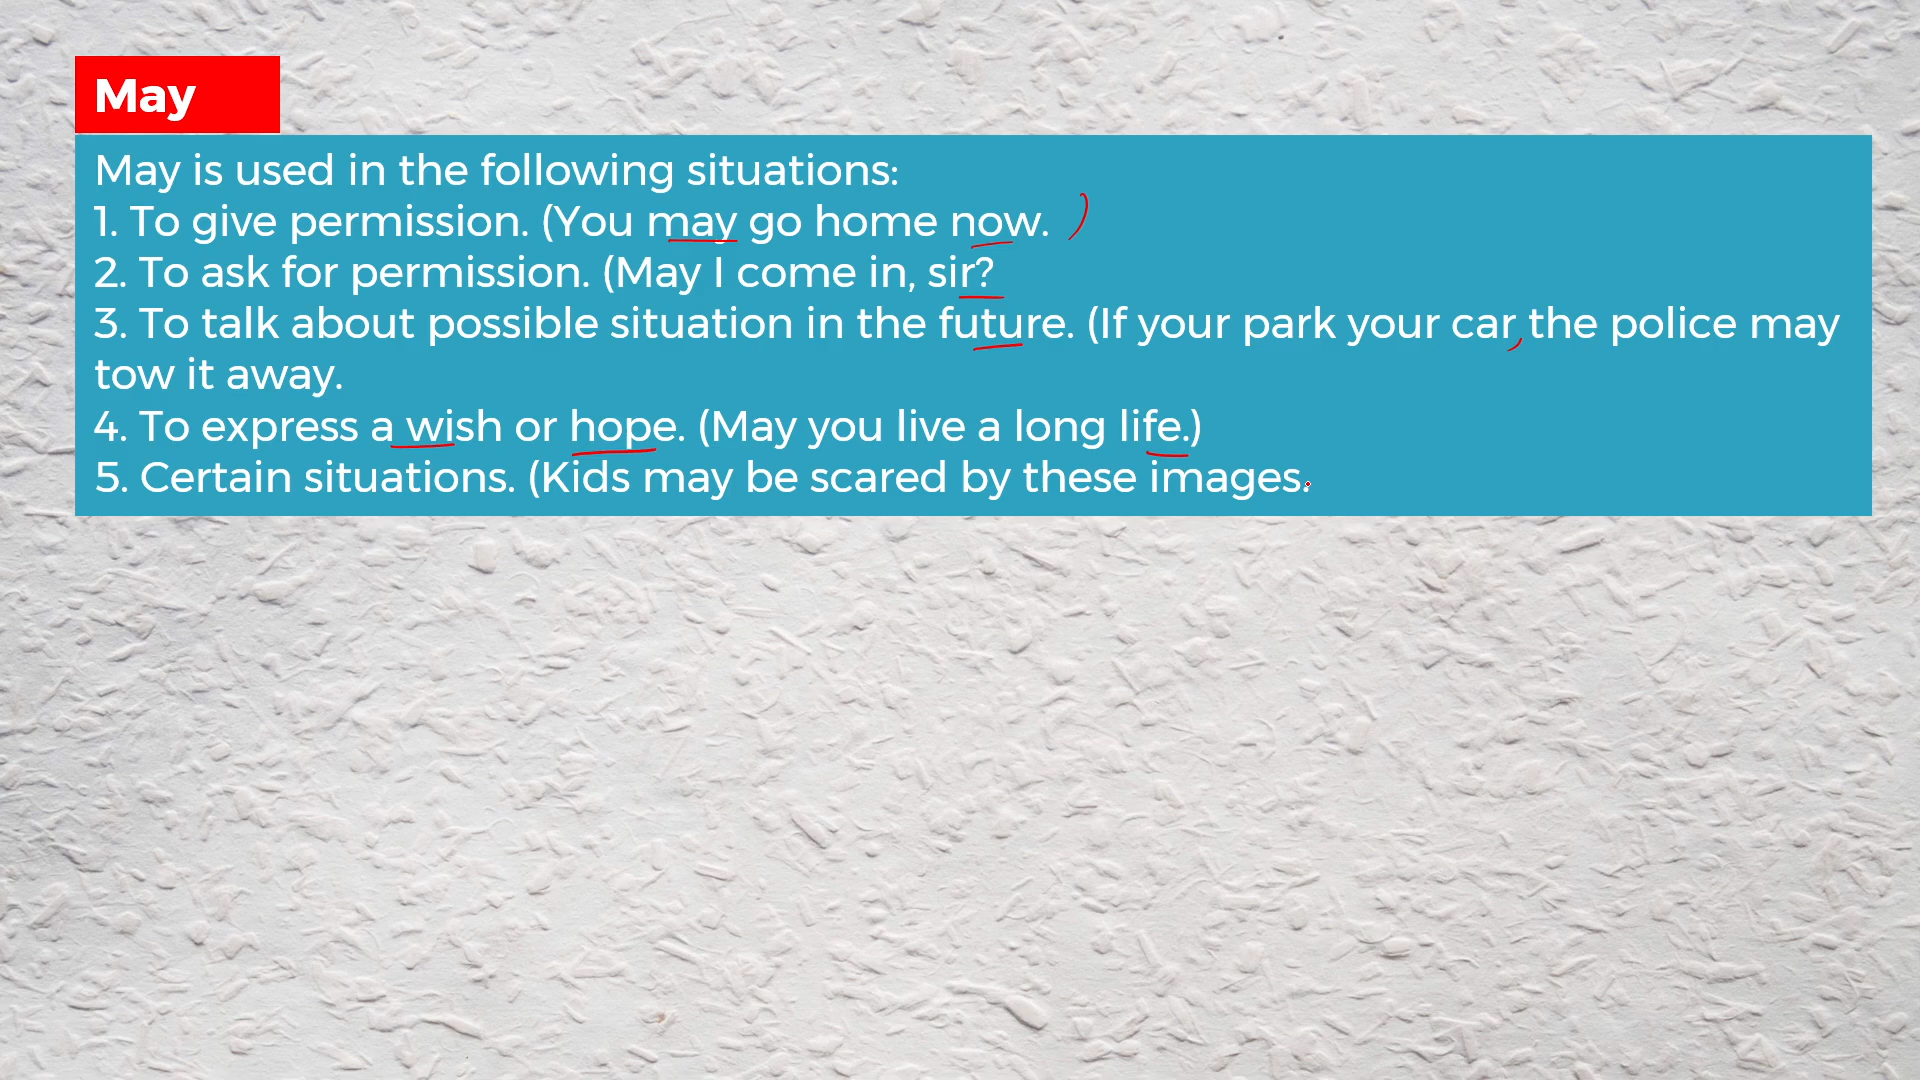 May
May is used in the following situations:
1. To give permission. (You may go home now. )
2. To ask for permission. (May I come in, sir?
3. To talk about possible situation in the future. (If your park your car, the police may
tow it away.
4. To express a wish or hope. (May you live a long life.)
5. Certain situations. (Kids may be scared by these images.